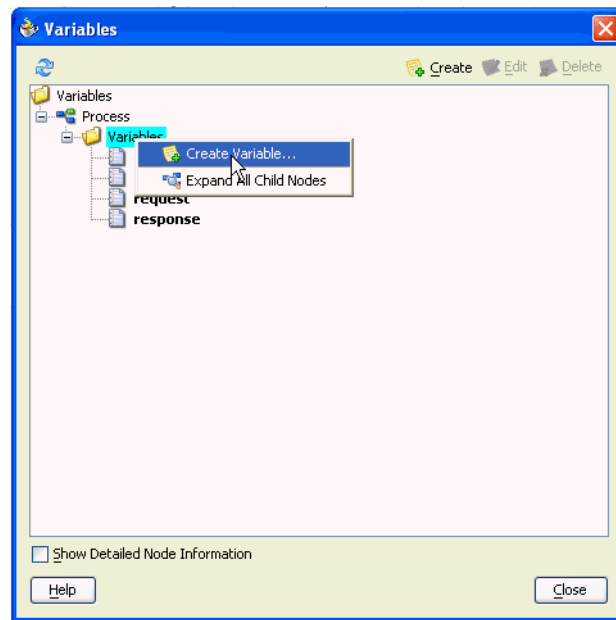 Variables
Create Edit Delete
Variables
Process
Variables
Create Variable...
Expand All Child Nodes
request
response
Show Detailed Node Information
Help Close